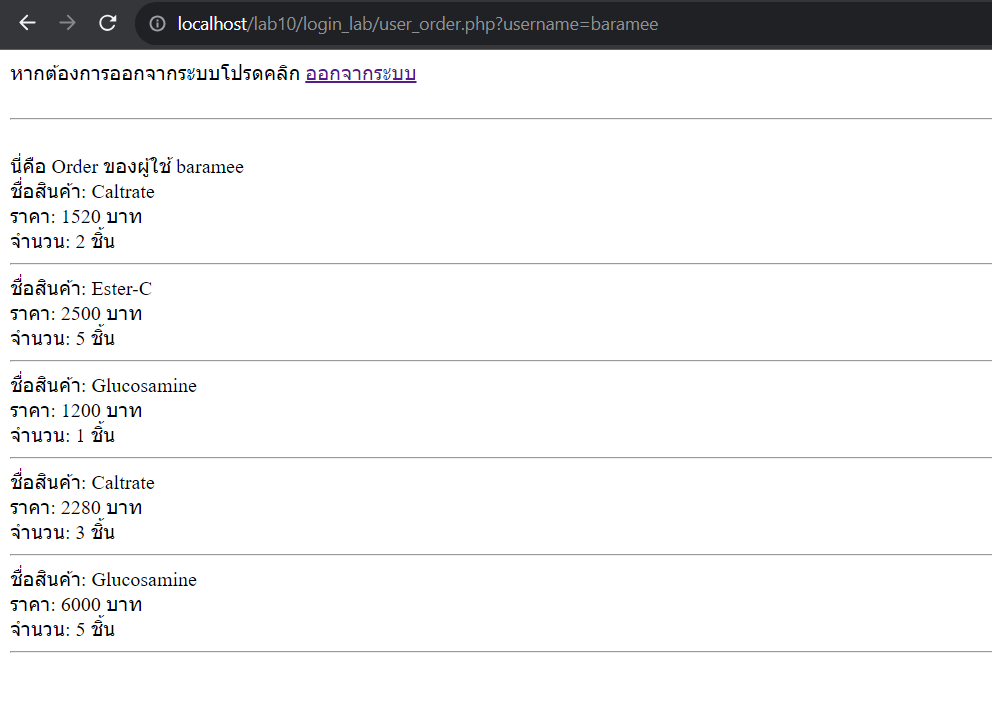 localhost/lab10/login_lab/user_order.php?username=baramee
หากต้องการออกจากระบบโปรดคลิก ออกจากระบบ
นี่คือ Order ของผู้ใช้ baramee
ชื่อสินค้า: Caltrate
ราคา: 1520 บาท
จำนวน: 2 ชิ้น
ชื่อสินค้า: Ester-C
ราคา: 2500 บาท
จำนวน: 5 ชิ้น
ชื่อสินค้า: Glucosamine
ราคา: 1200 บาท
จำนวน: 1 ชิ้น
ชื่อสินค้า: Caltrate
ราคา: 2280 บาท
จำนวน: 3 ชิ้น
ชื่อสินค้า: Glucosamine
ราคา: 6000 บาท
จำนวน: 5 ชิ้น